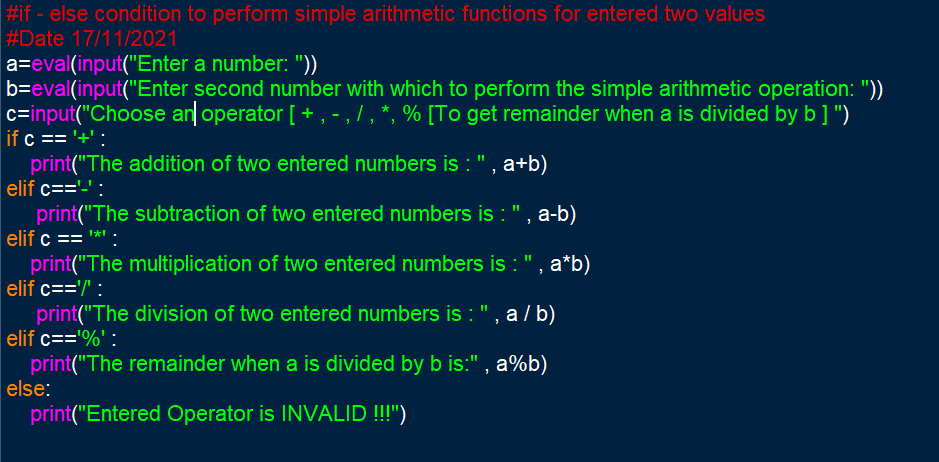 #if - else condition to perform simple arithmetic functions for entered two values
#Date 17/11/2021
a=eval(input("Enter a number: "))
b=eval(input("Enter second number with which to perform the simple arithmetic operation: "))
c=input("Choose an operator [ + , - , / , *, % [To get remainder when a is divided by b ] ")
if c == '+' :
    print("The addition of two entered numbers is : " , a+b)
elif c=='-' :
     print("The subtraction of two entered numbers is : " , a-b)
elif c == '*' :
    print("The multiplication of two entered numbers is : " , a*b)
elif c=='/' :
     print("The division of two entered numbers is : " , a / b)
elif c=='%' :
    print("The remainder when a is divided by b is:" , a%b)
else:
    print("Entered Operator is INVALID !!!")